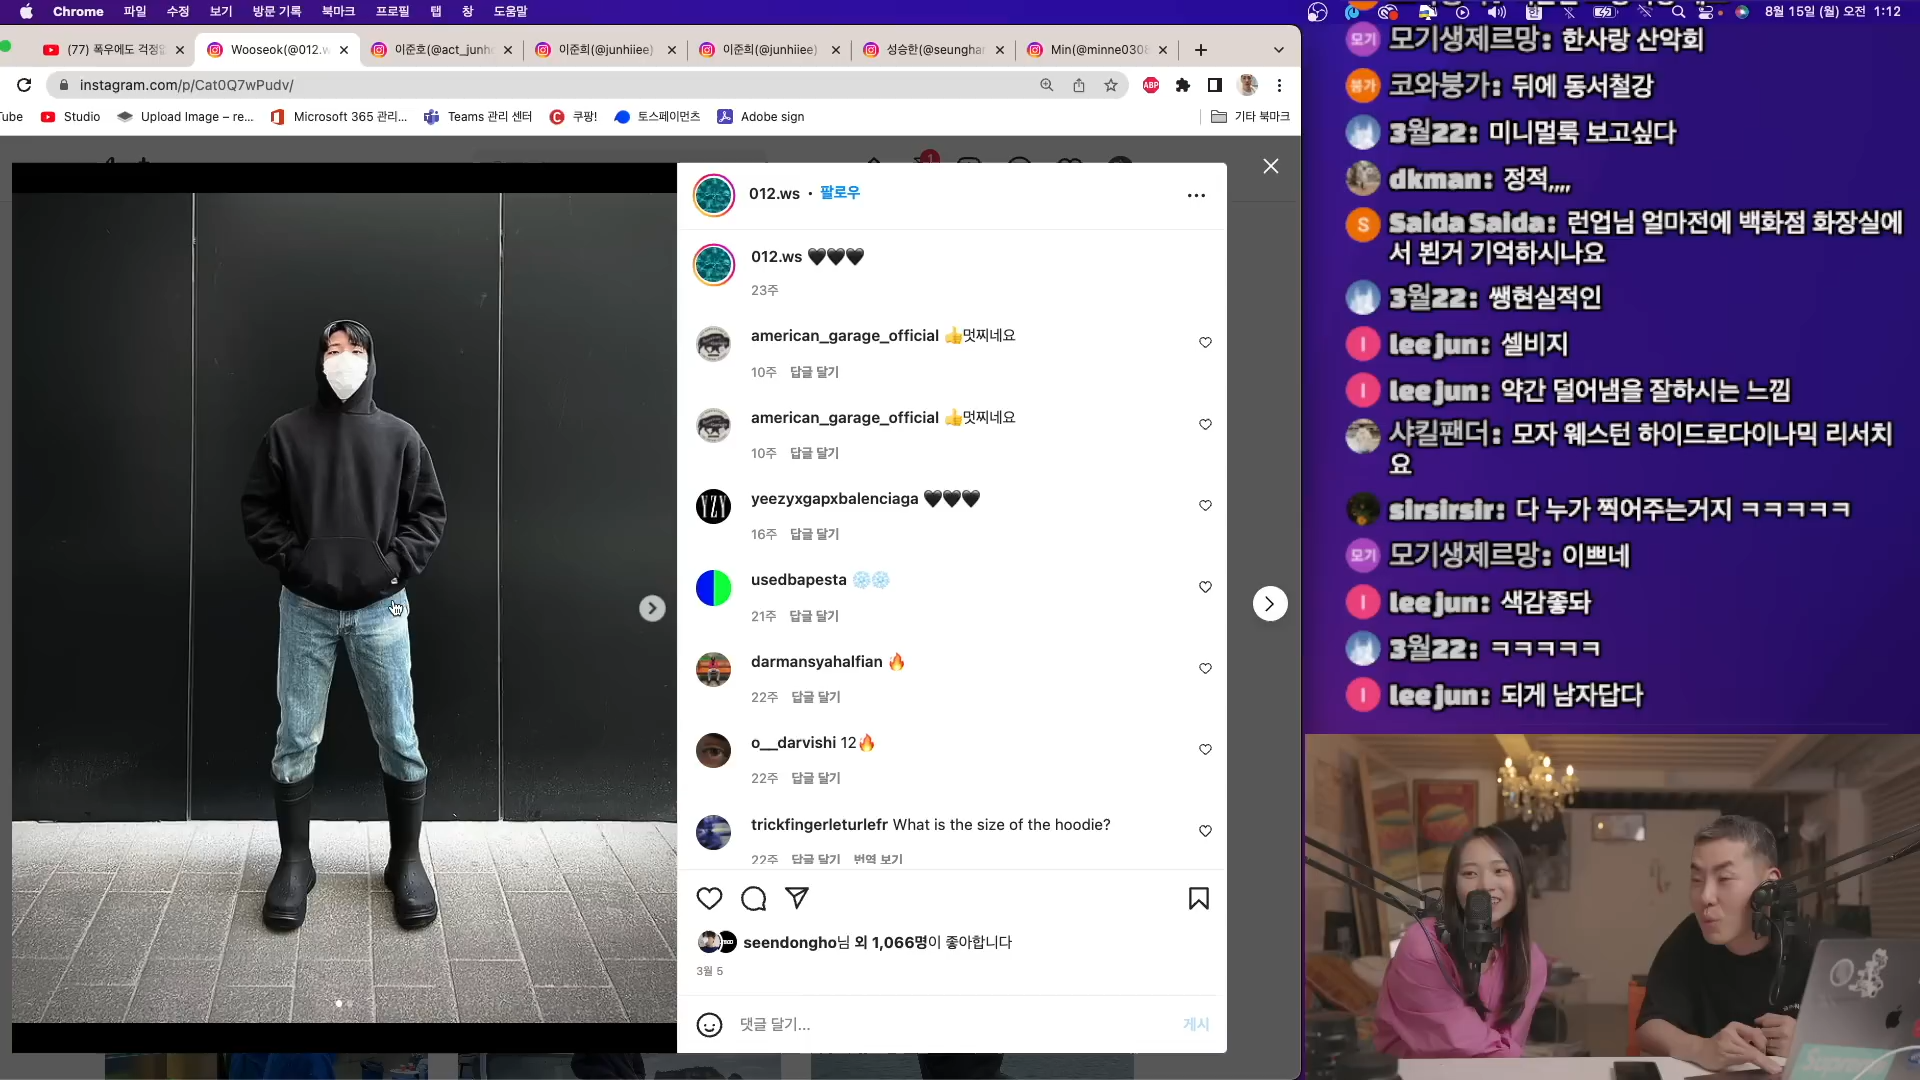 Chrome 파일 수정 보기 방문 기록 북마크 프로필 탭 창 도움말
8월 15일 (월) 오전 1:12
(77) 폭우에도 걱정없
Wooseok(@012.w
이준호(@act_junho
이준희(@junhiiee)
이준희(@junhiiee)
성승한(@seunghan
Min(@minne0308
instagram.com/p/Cat0Q7wPudv/
ABP
Tube
Studio
Upload Image – re...
Microsoft 365 관리...
Teams 관리 센터
쿠팡!
토스페이먼츠
Adobe sign
기타 북마크
1
012.ws • 팔로우
012.ws 🖤🖤🖤
23주
american_garage_official 👍멋찌네요
10주 답글 달기
american_garage_official 👍멋찌네요
10주 답글 달기
YZY
yeezyxgapxbalenciaga 🖤🖤🖤
16주 답글 달기
usedbapesta ❄️❄️
21주 답글 달기
darmansyahalfian 🔥
22주 답글 달기
o__darvishi 12🔥
22주 답글 달기
trickfingerleturlefr What is the size of the hoodie?
22주 답글 달기 번역 보기
seendongho님 외 1,066명이 좋아합니다
3월 5
댓글 달기...
게시
모기생제르망: 한사랑 산악회
코와붕가: 뒤에 동서철강
3월22: 미니멀룩 보고싶다
dkman: 정적,,,,
Saida Saida: 런업님 얼마전에 백화점 화장실에
서 뵌거 기억하시나요
3월22: 쌩현실적인
lee jun: 셀비지
lee jun: 약간 덜어냄을 잘하시는 느낌
샤킬팬더: 모자 웨스턴 하이드로다이나믹 리서치
요
sirsirsir: 다 누가 찍어주는거지 ㅋㅋㅋㅋㅋ
모기생제르망: 이쁘네
lee jun: 색감좋돠
3월22: ㅋㅋㅋㅋㅋ
lee jun: 되게 남자답다
Supreme